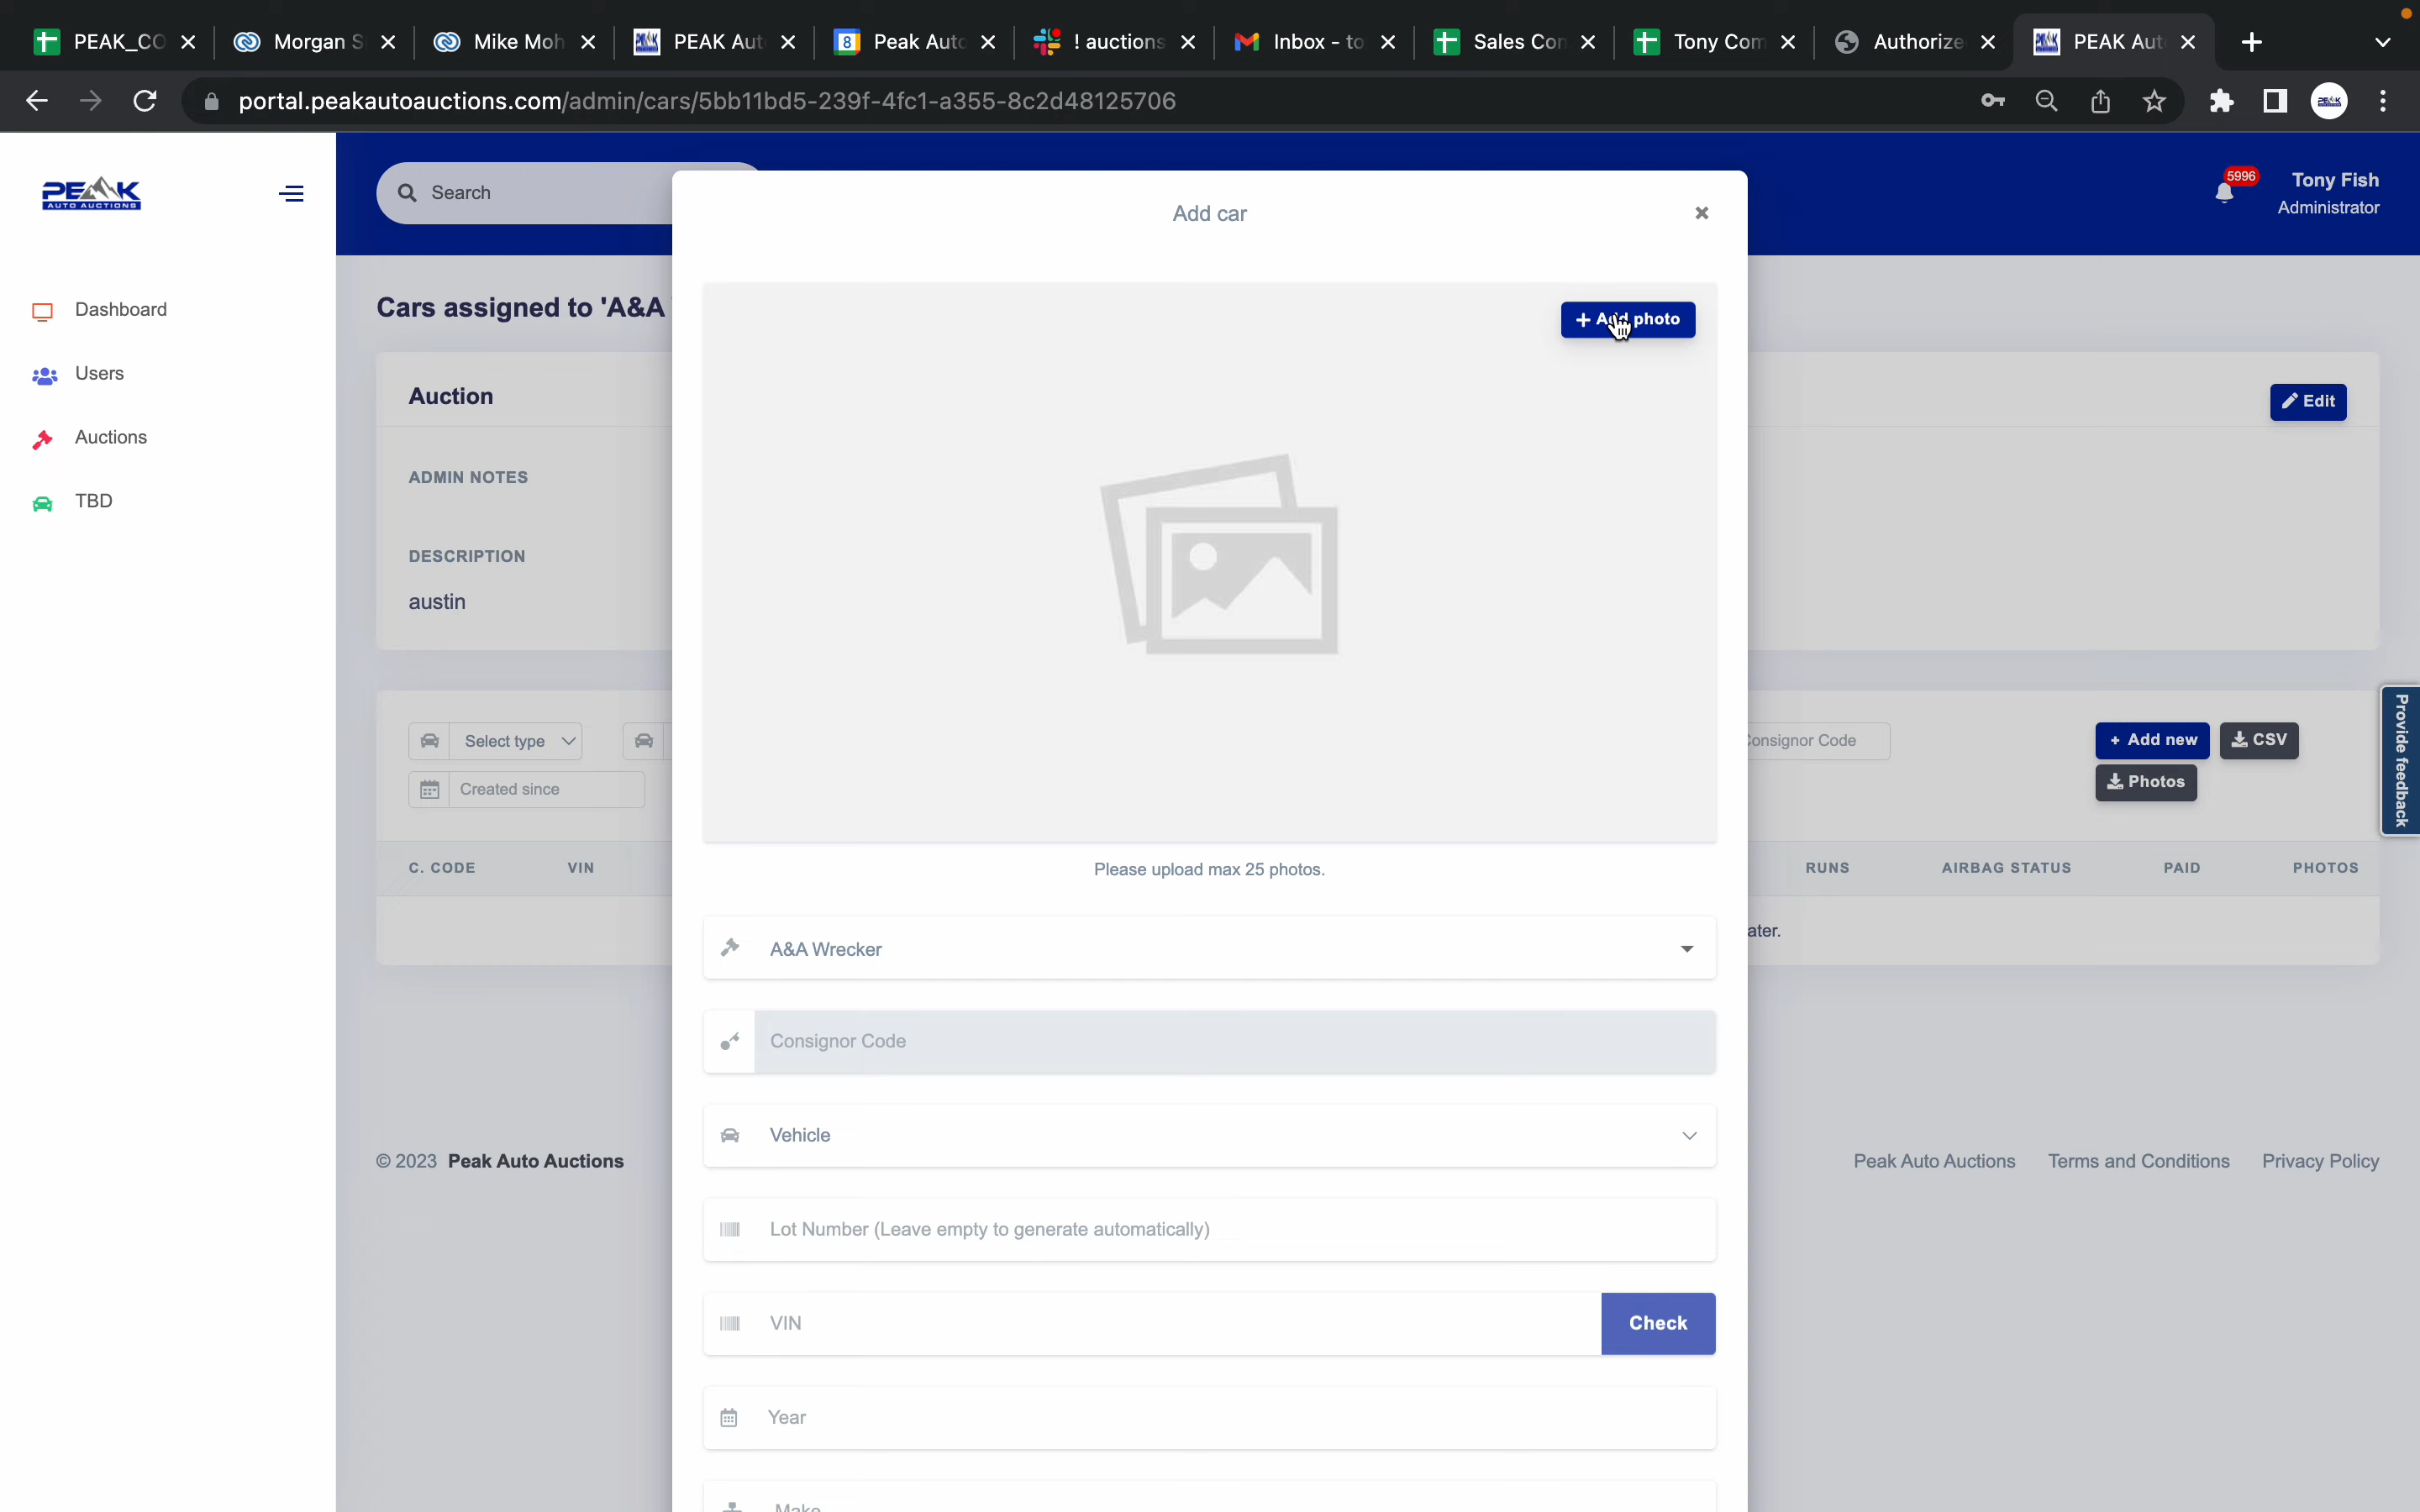 PEAK_CO
Morgan S
Mike Moh
PEAK Aut
8
Peak Auto
! auctions
Inbox - to
Sales Con
Tony Com
Authorize
PEAK Aut
portal.peakautoauctions.com/admin/cars/5bb11bd5-239f-4fc1-a355-8c2d48125706
PEAK
AUTO AUCTIONS
Search
5996
Tony Fish
Administrator
Dashboard
Users
Auctions
TBD
Cars assigned to 'A&A
Auction
Edit
ADMIN NOTES
DESCRIPTION
austin
Select type
Created since
Consignor Code
+ Add new
CSV
Photos
C. CODE VIN
RUNS AIRBAG STATUS PAID PHOTOS
ater.
Provide feedback
Add car
+ Add photo
Please upload max 25 photos.
A&A Wrecker
Consignor Code
Vehicle
Lot Number (Leave empty to generate automatically)
VIN
Check
Year
Make
© 2023 Peak Auto Auctions
Peak Auto Auctions Terms and Conditions Privacy Policy